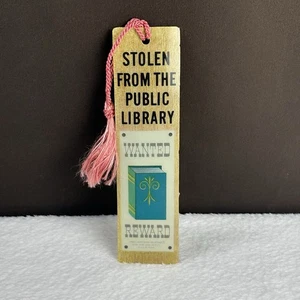 STOLEN
FROM THE
PUBLIC
LIBRARY
WANTED
REWARD